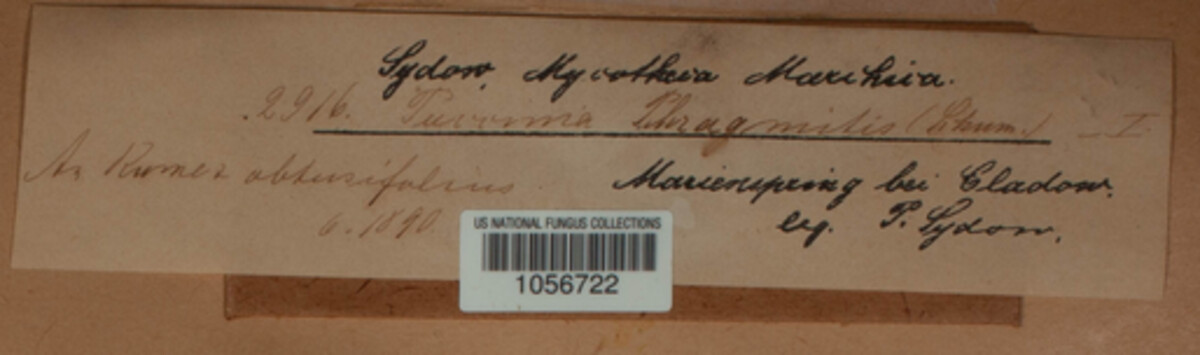 Sydow, Mycotheca Marchica.
2916. Puccinia Phragmitis (Schum.) — I.
An Rumex obtusifolius. Marienspring bei Cladow.
6. 1890. leg. P. Sydow.
US NATIONAL FUNGUS COLLECTIONS
1056722